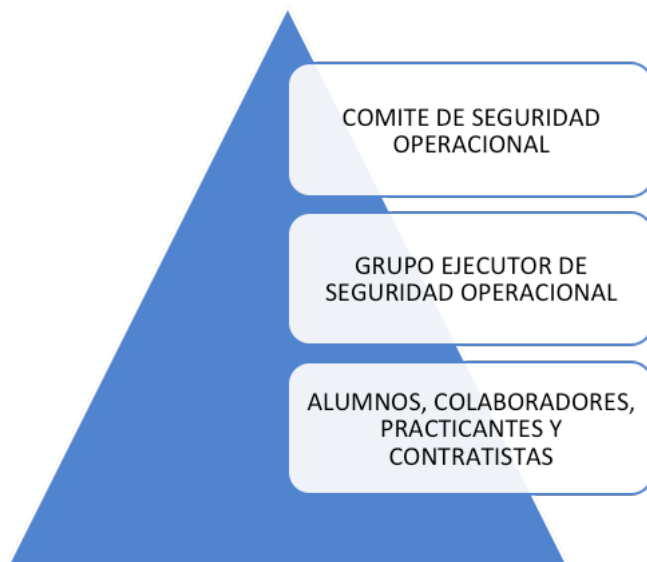 COMITE DE SEGURIDAD
OPERACIONAL
GRUPO EJECUTOR DE
SEGURIDAD OPERACIONAL
ALUMNOS, COLABORADORES,
PRACTICANTES Y
CONTRATISTAS